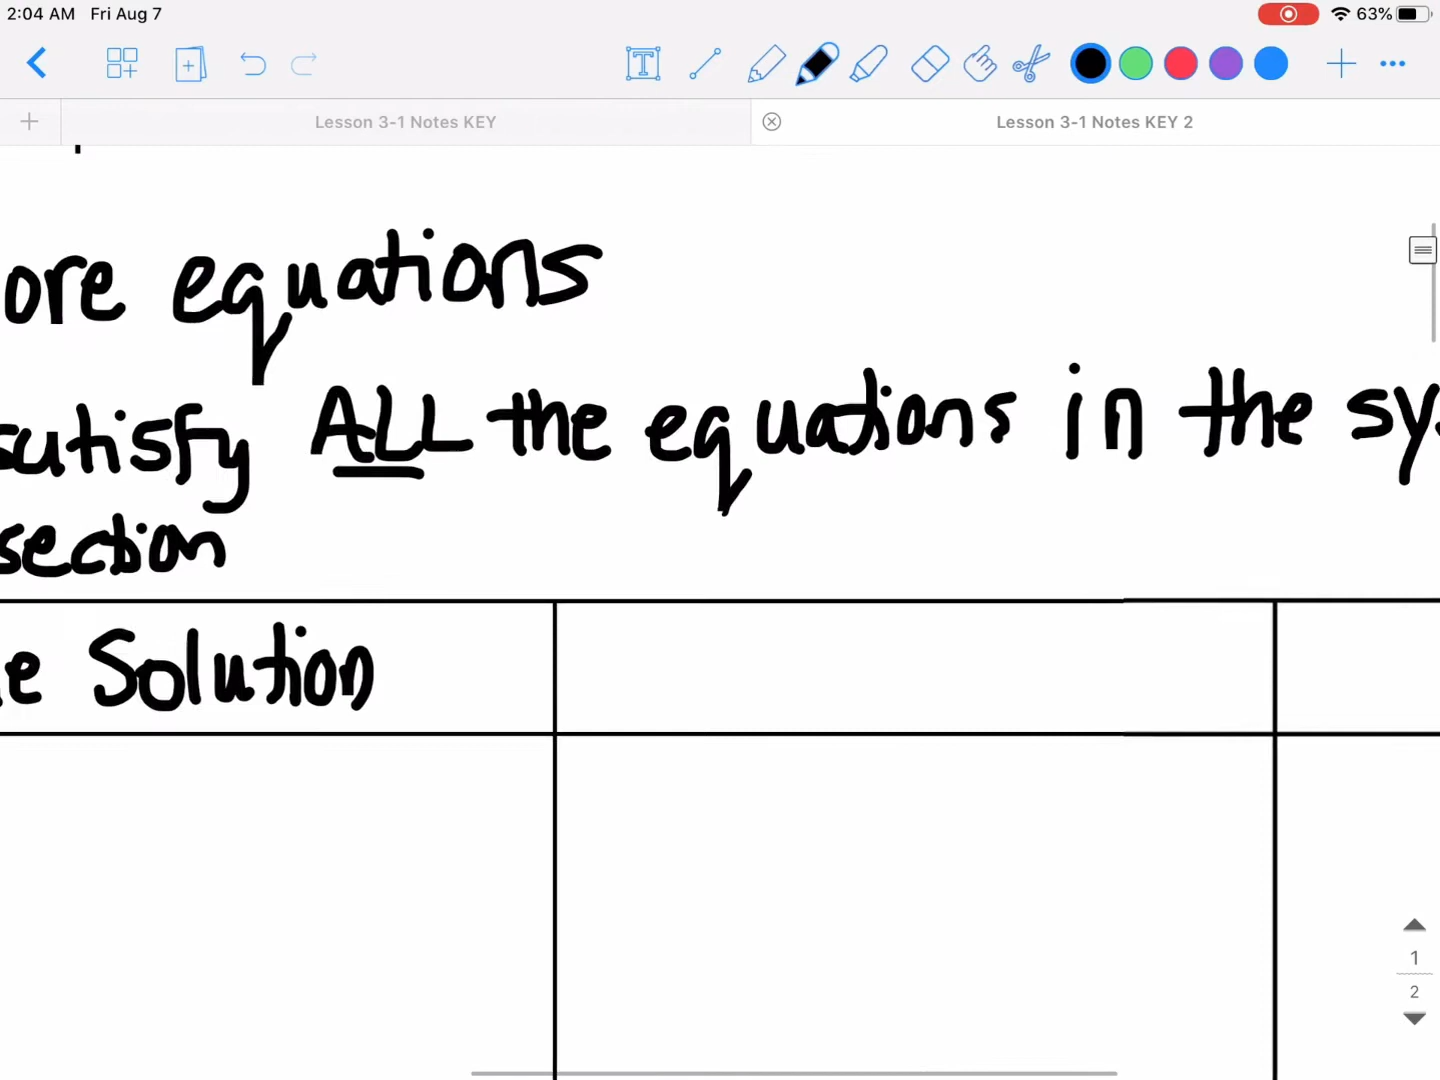 2:04 AM Fri Aug 7 63%
T
Lesson 3-1 Notes KEY Lesson 3-1 Notes KEY 2
ore equations
satisfy ALL the equations in the sys
section
e Solution
1
2